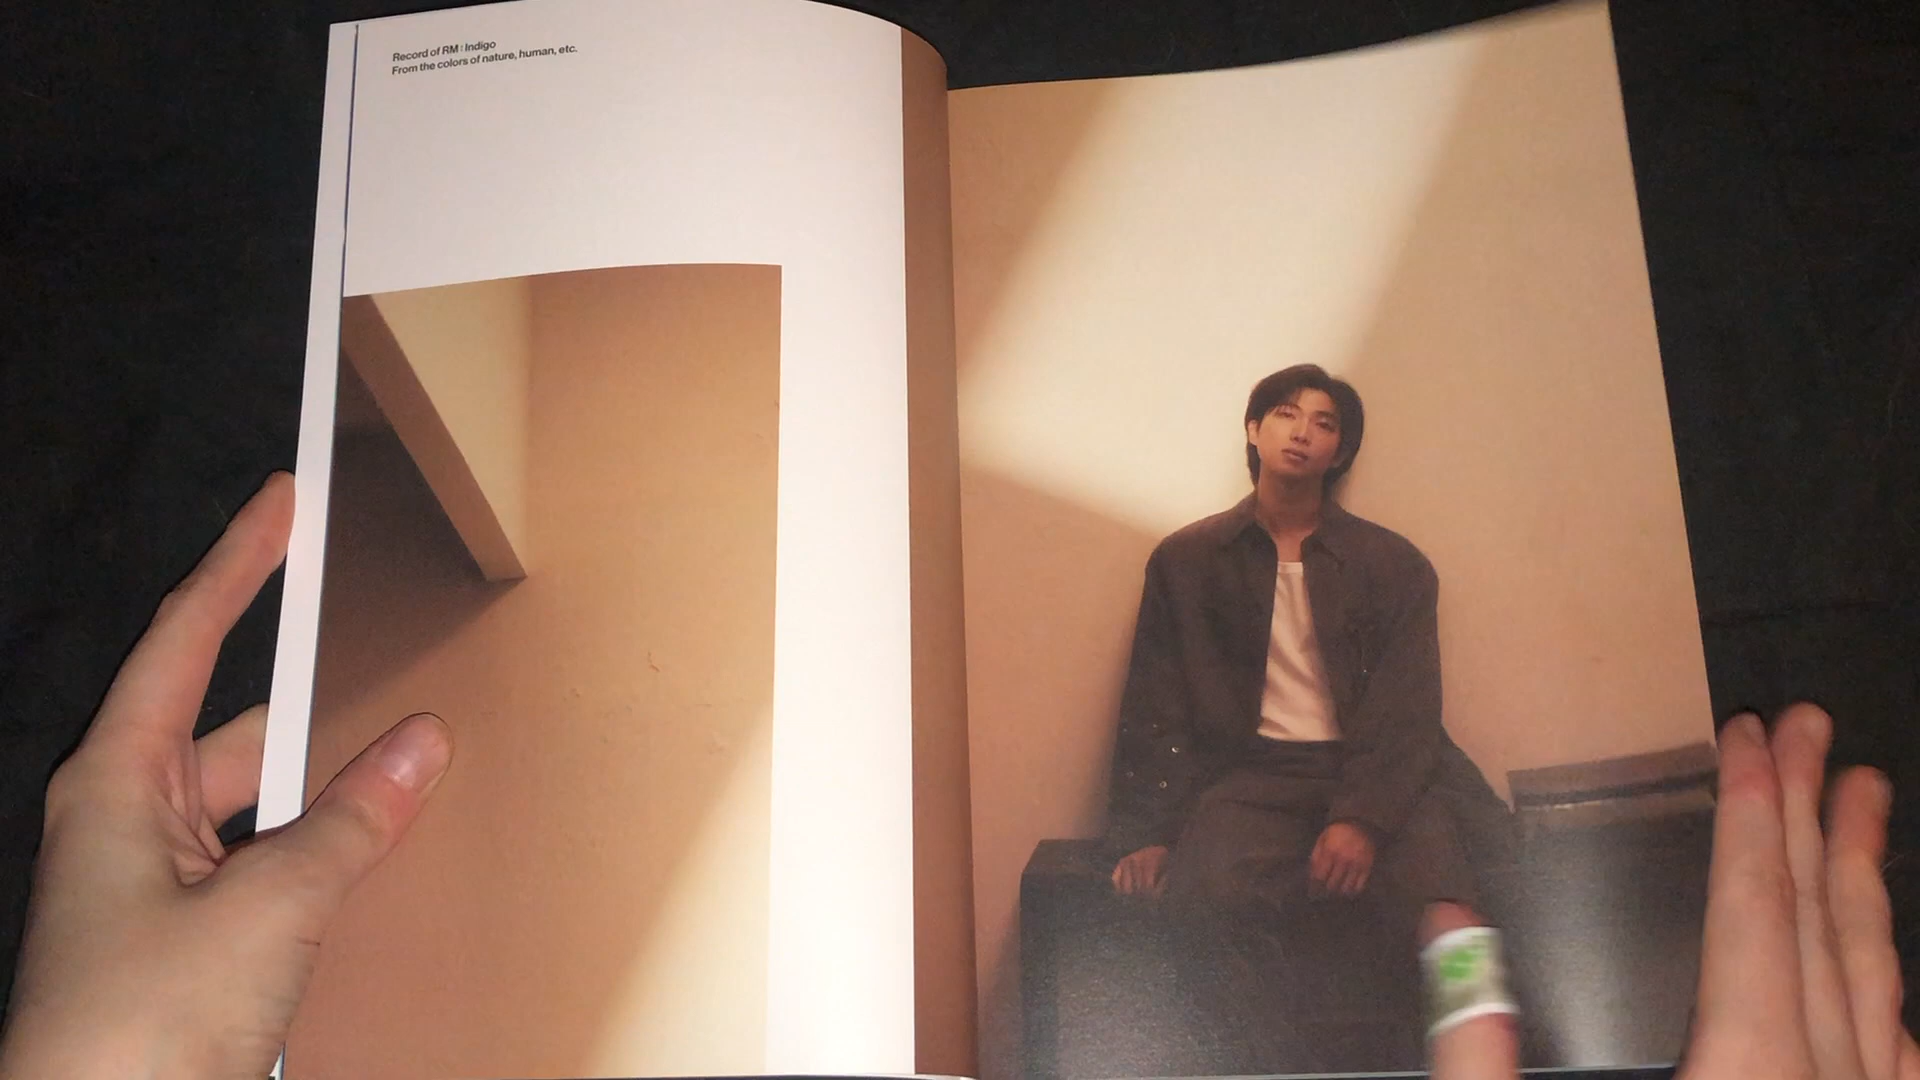 Record of RM : Indigo
From the colors of nature, human, etc.